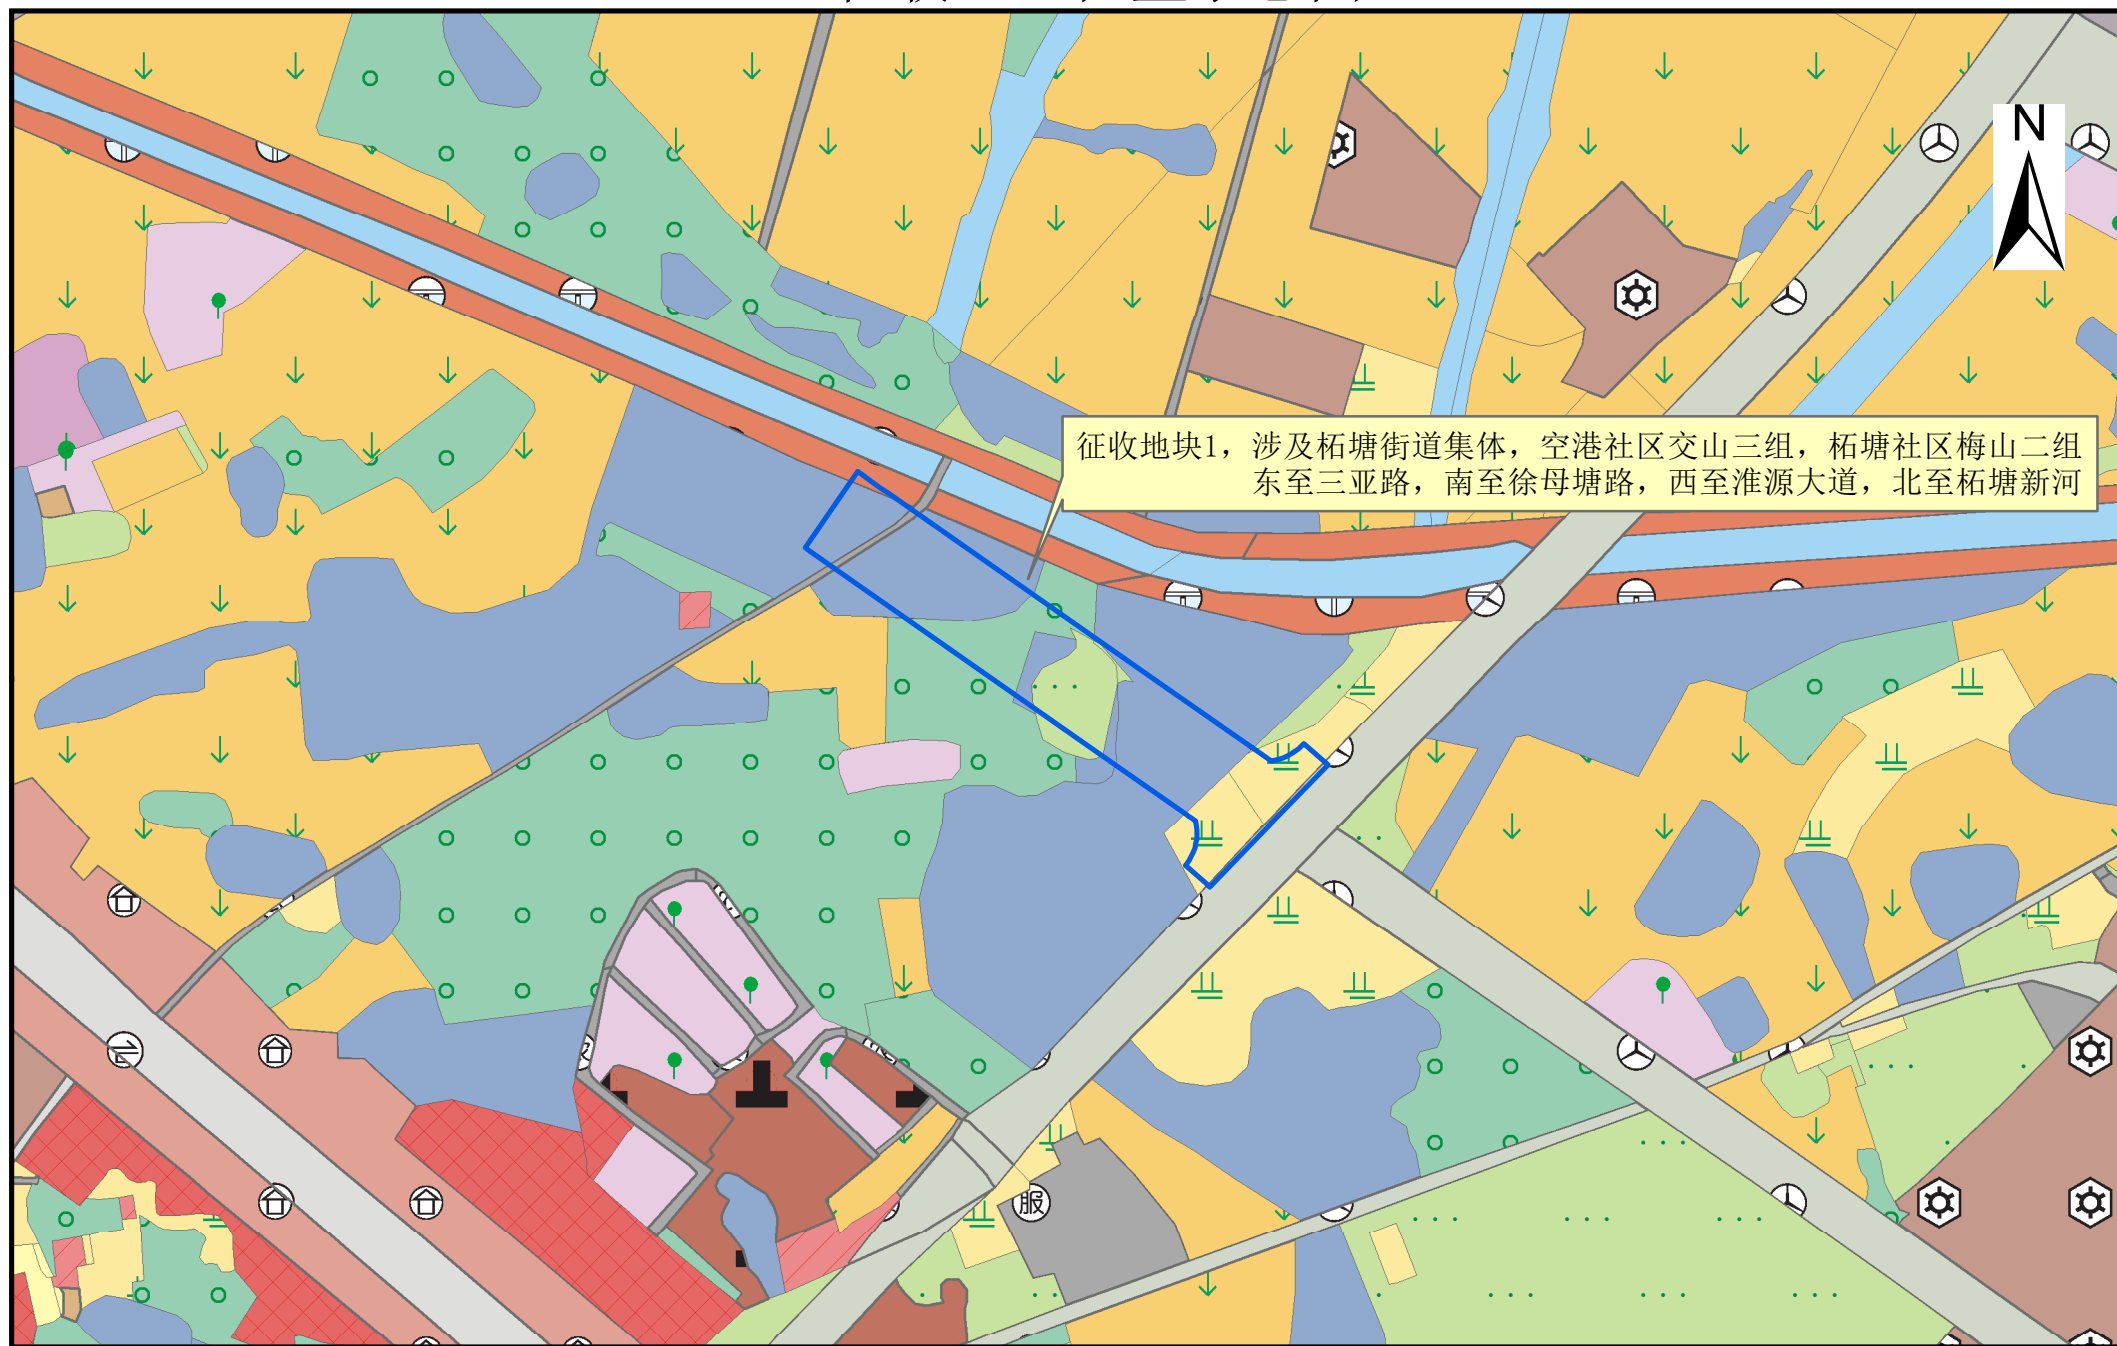 N
征收地块1，涉及柘塘街道集体，空港社区交山三组，柘塘社区梅山二组
东至三亚路，南至徐母塘路，西至淮源大道，北至柘塘新河
服